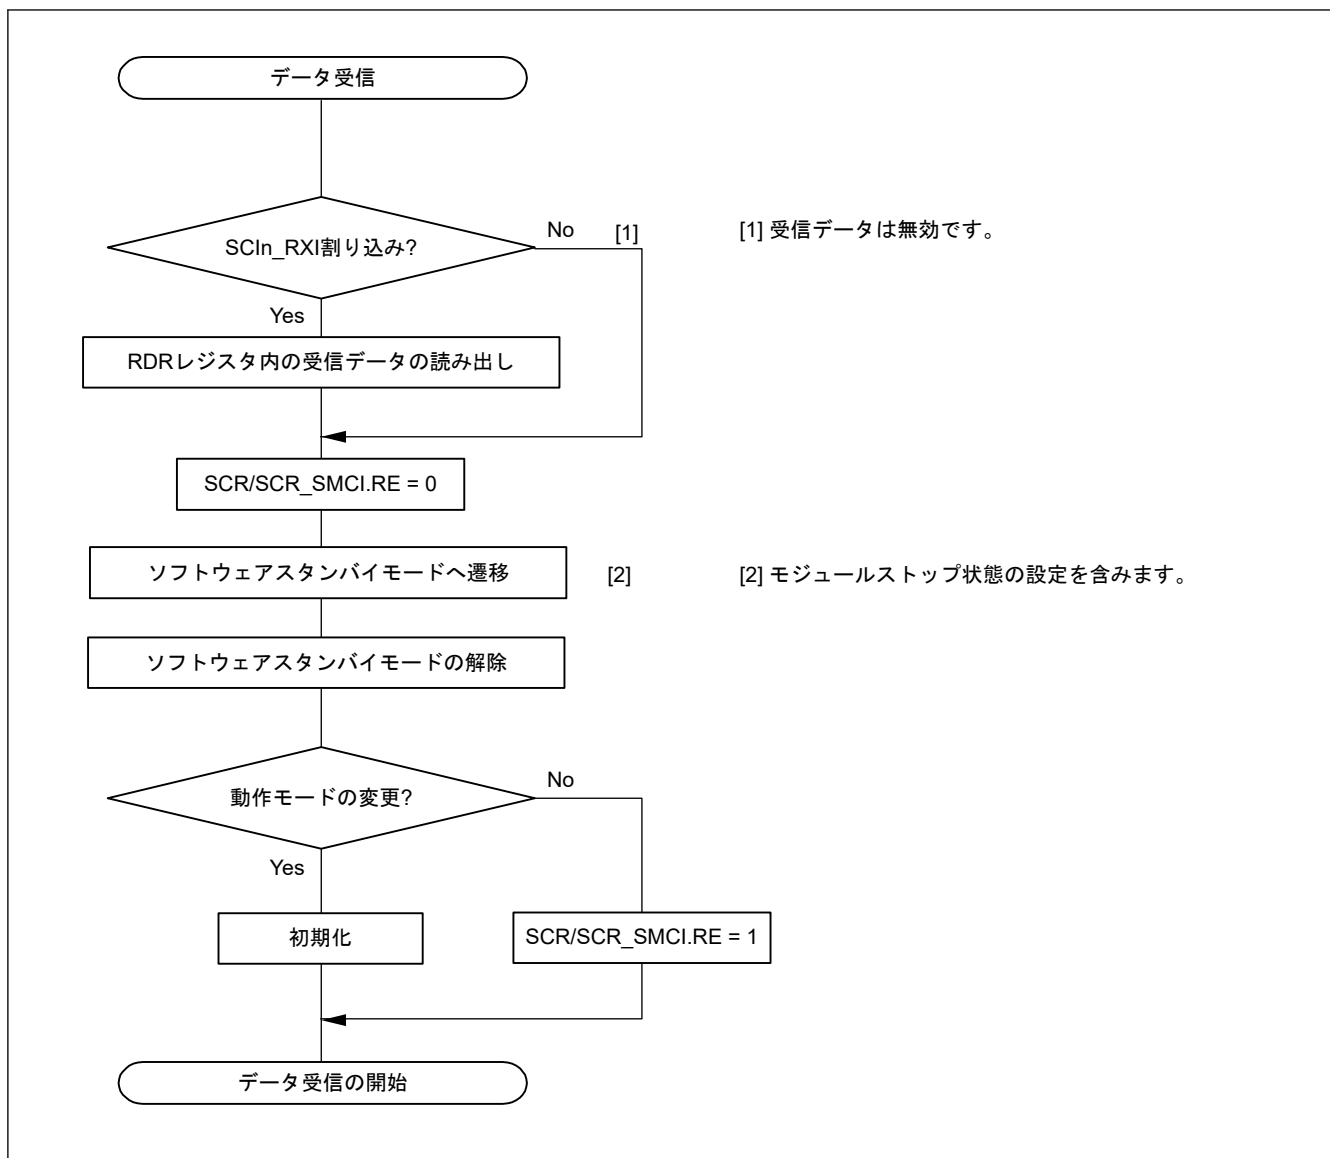 データ受信
SCIn_RXI割り込み?
No
[1]
[1] 受信データは無効です。
Yes
RDRレジスタ内の受信データの読み出し
SCR/SCR_SMCI.RE = 0
ソフトウェアスタンバイモードへ遷移
[2]
[2] モジュールストップ状態の設定を含みます。
ソフトウェアスタンバイモードの解除
動作モードの変更?
No
Yes
初期化
SCR/SCR_SMCI.RE = 1
データ受信の開始